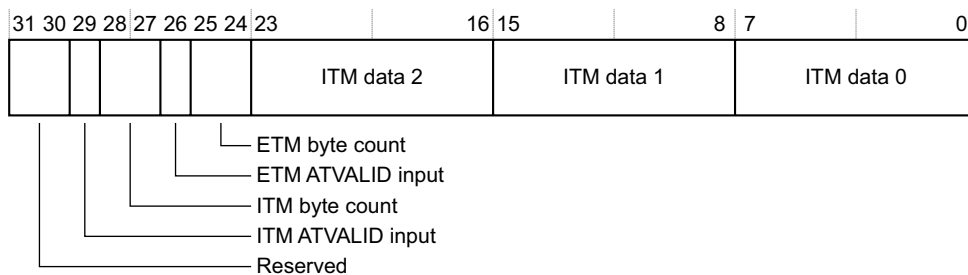 31 30 29 28 27 26 25 24 23 16 15 8 7 0
ITM data 2 ITM data 1 ITM data 0
ETM byte count
ETM ATVALID input
ITM byte count
ITM ATVALID input
Reserved